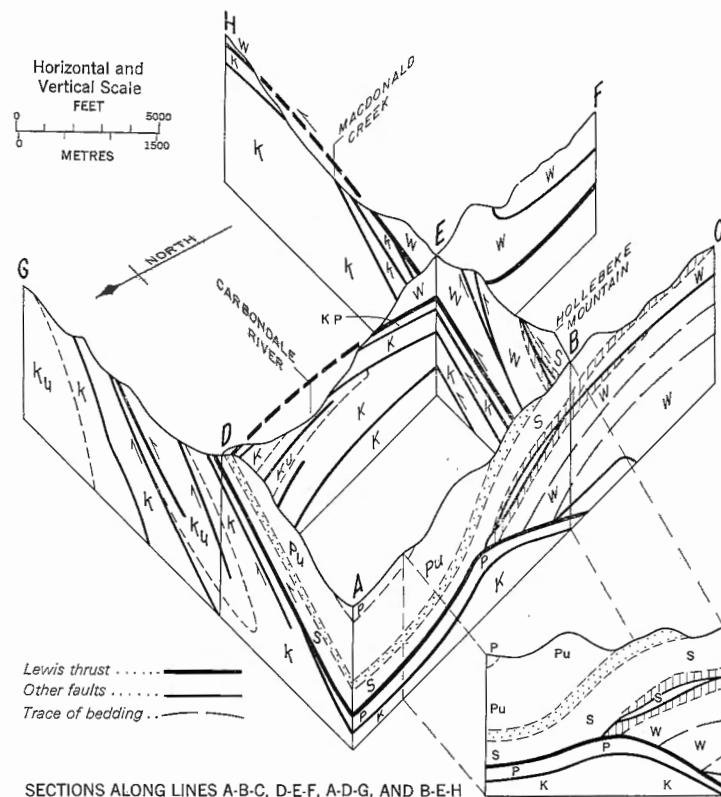 H
W
K
Horizontal and
Vertical Scale
FEET
0 5000
0 1500
METRES
MACDONALD
CREEK
F
K
W
W
E
C
NORTH
G
K
K
W
K
W
W
CARBONDALE
RIVER
K P
W
HOLLEBEKE
MOUNTAIN
B
K
K
W
S
W
Ku
K
D
K
Ku
K
K
S
W
W
K
Ku
K
Pu
A
P
Pu
P
K
S
S
P
K
K
Lewis thrust
Other faults
Trace of bedding
P
Pu
S
Pu
S
S
W
W
P
W
S
P
K
K
SECTIONS ALONG LINES A-B-C, D-E-F, A-D-G, AND B-E-H